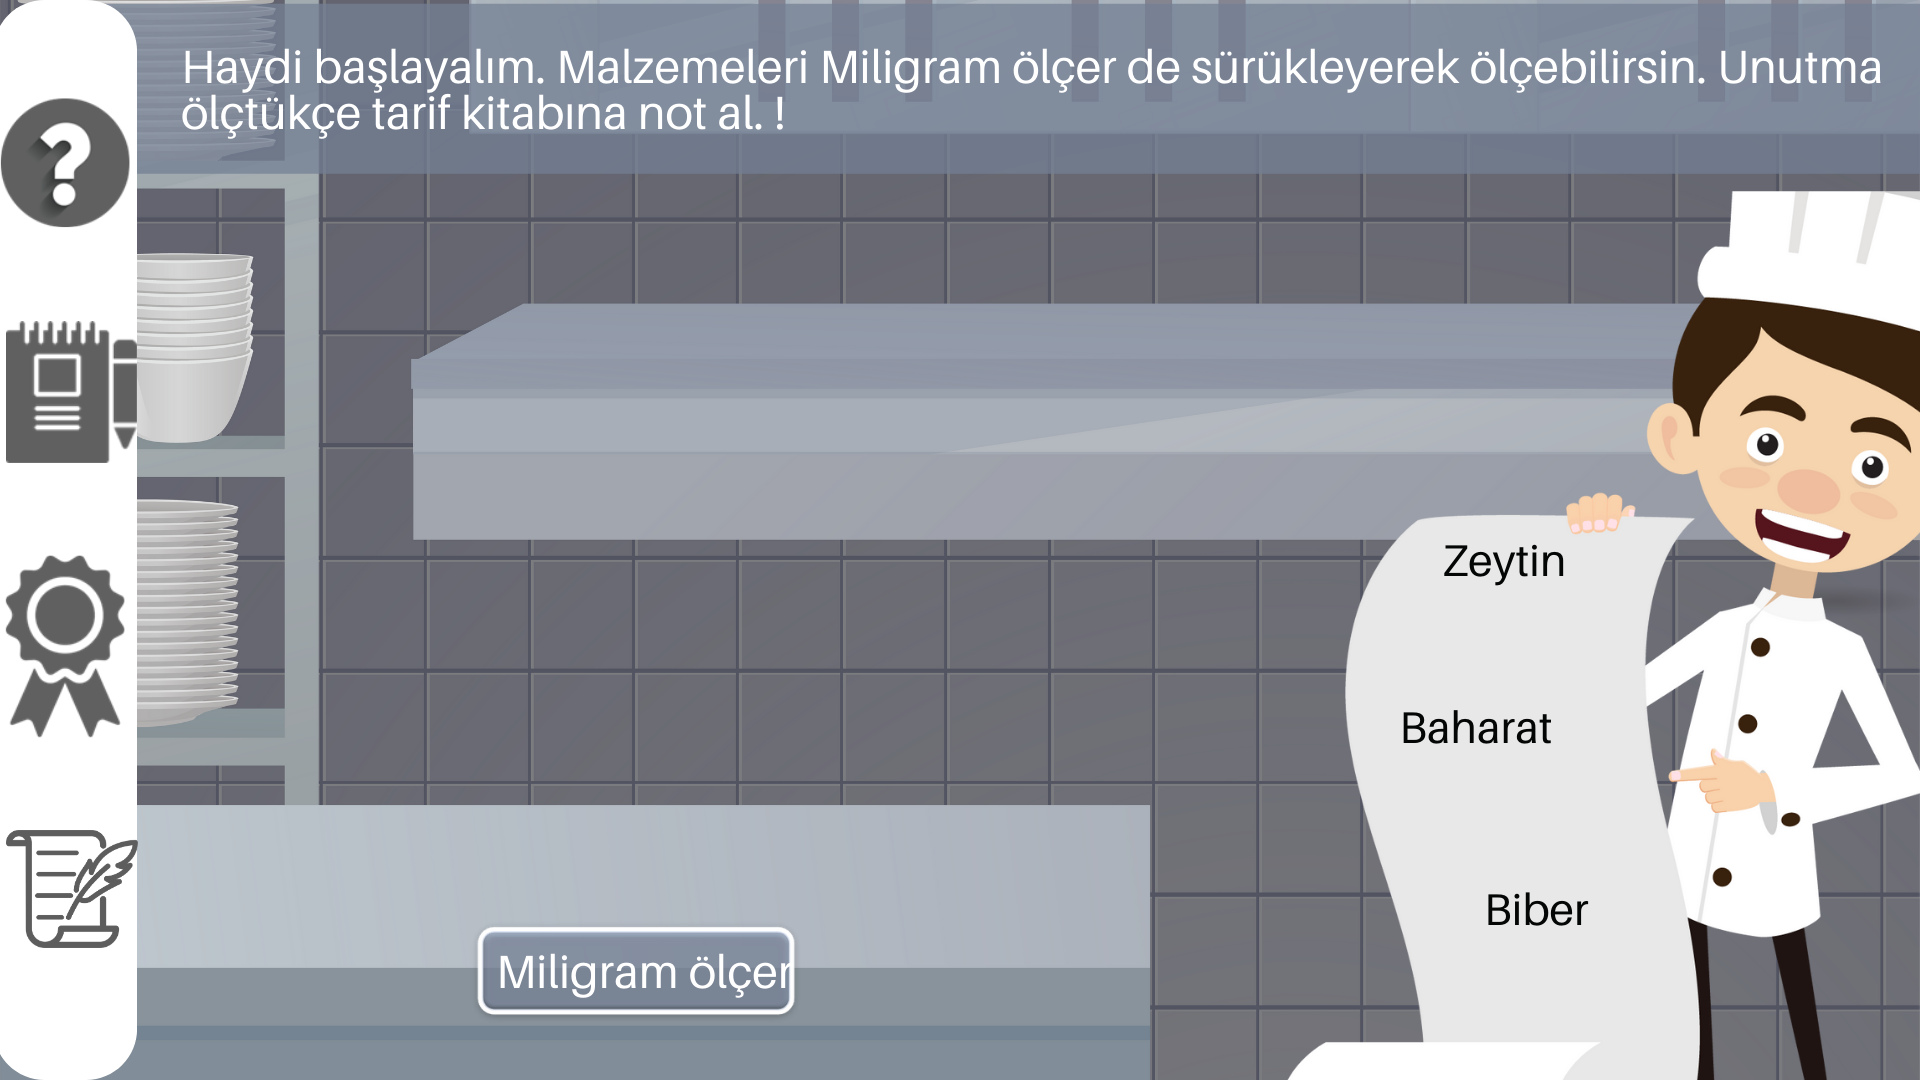 Haydi başlayalım. Malzemeleri Miligram ölçer de sürükleyerek ölçebilirsin. Unutma
ölçtükçe tarif kitabına not al. !
Zeytin
Baharat
Biber
Miligram ölçer